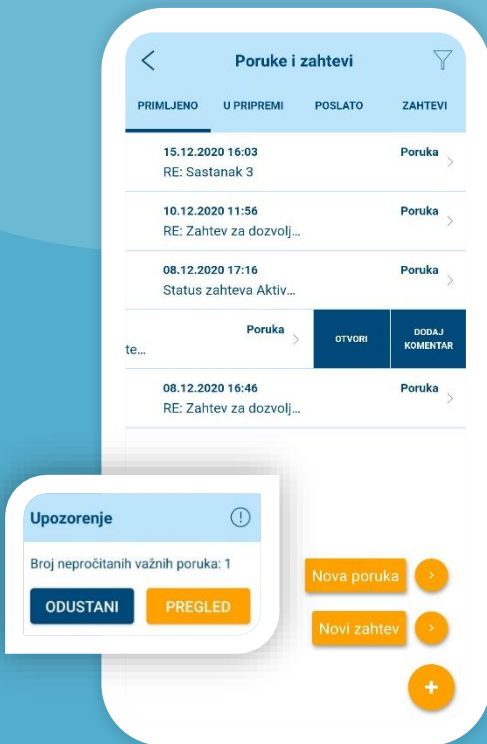 Poruke i zahtevi
PRIMLJENO U PRIPREMI POSLATO ZAHTEVI
15.12.2020 16:03 Poruka
RE: Sastanak 3
10.12.2020 11:56 Poruka
RE: Zahtev za dozvolj...
08.12.2020 17:16 Poruka
Status zahteva Aktiv...
Poruka
te...
OTVORI
DODAJ
KOMENTAR
08.12.2020 16:46 Poruka
RE: Zahtev za dozvolj...
Upozorenje
Broj nepročitanih važnih poruka: 1
ODUSTANI PREGLED
Nova poruka
Novi zahtev